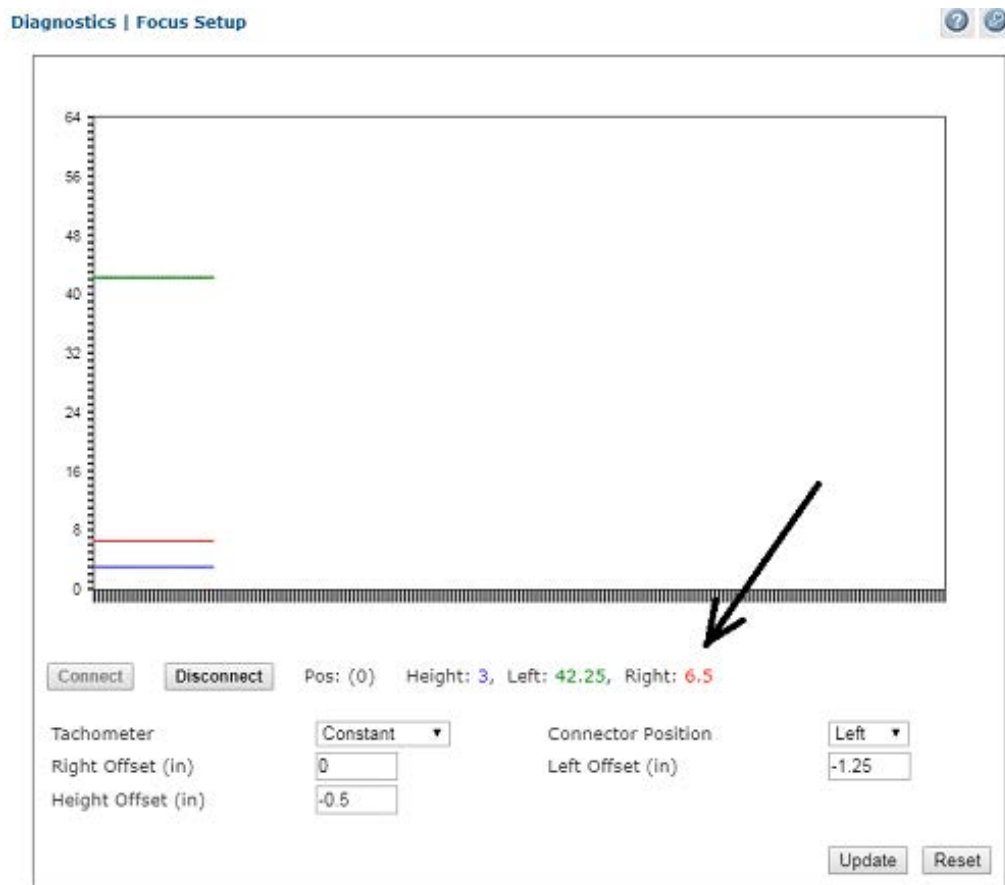 Diagnostics | Focus Setup
64
56
48
40
32
24
16
8
0
Connect Disconnect Pos: (0) Height: 3, Left: 42.25, Right: 6.5
Tachometer Constant Connector Position Left
Right Offset (in) 0 Left Offset (in) -1.25
Height Offset (in) -0.5
Update Reset